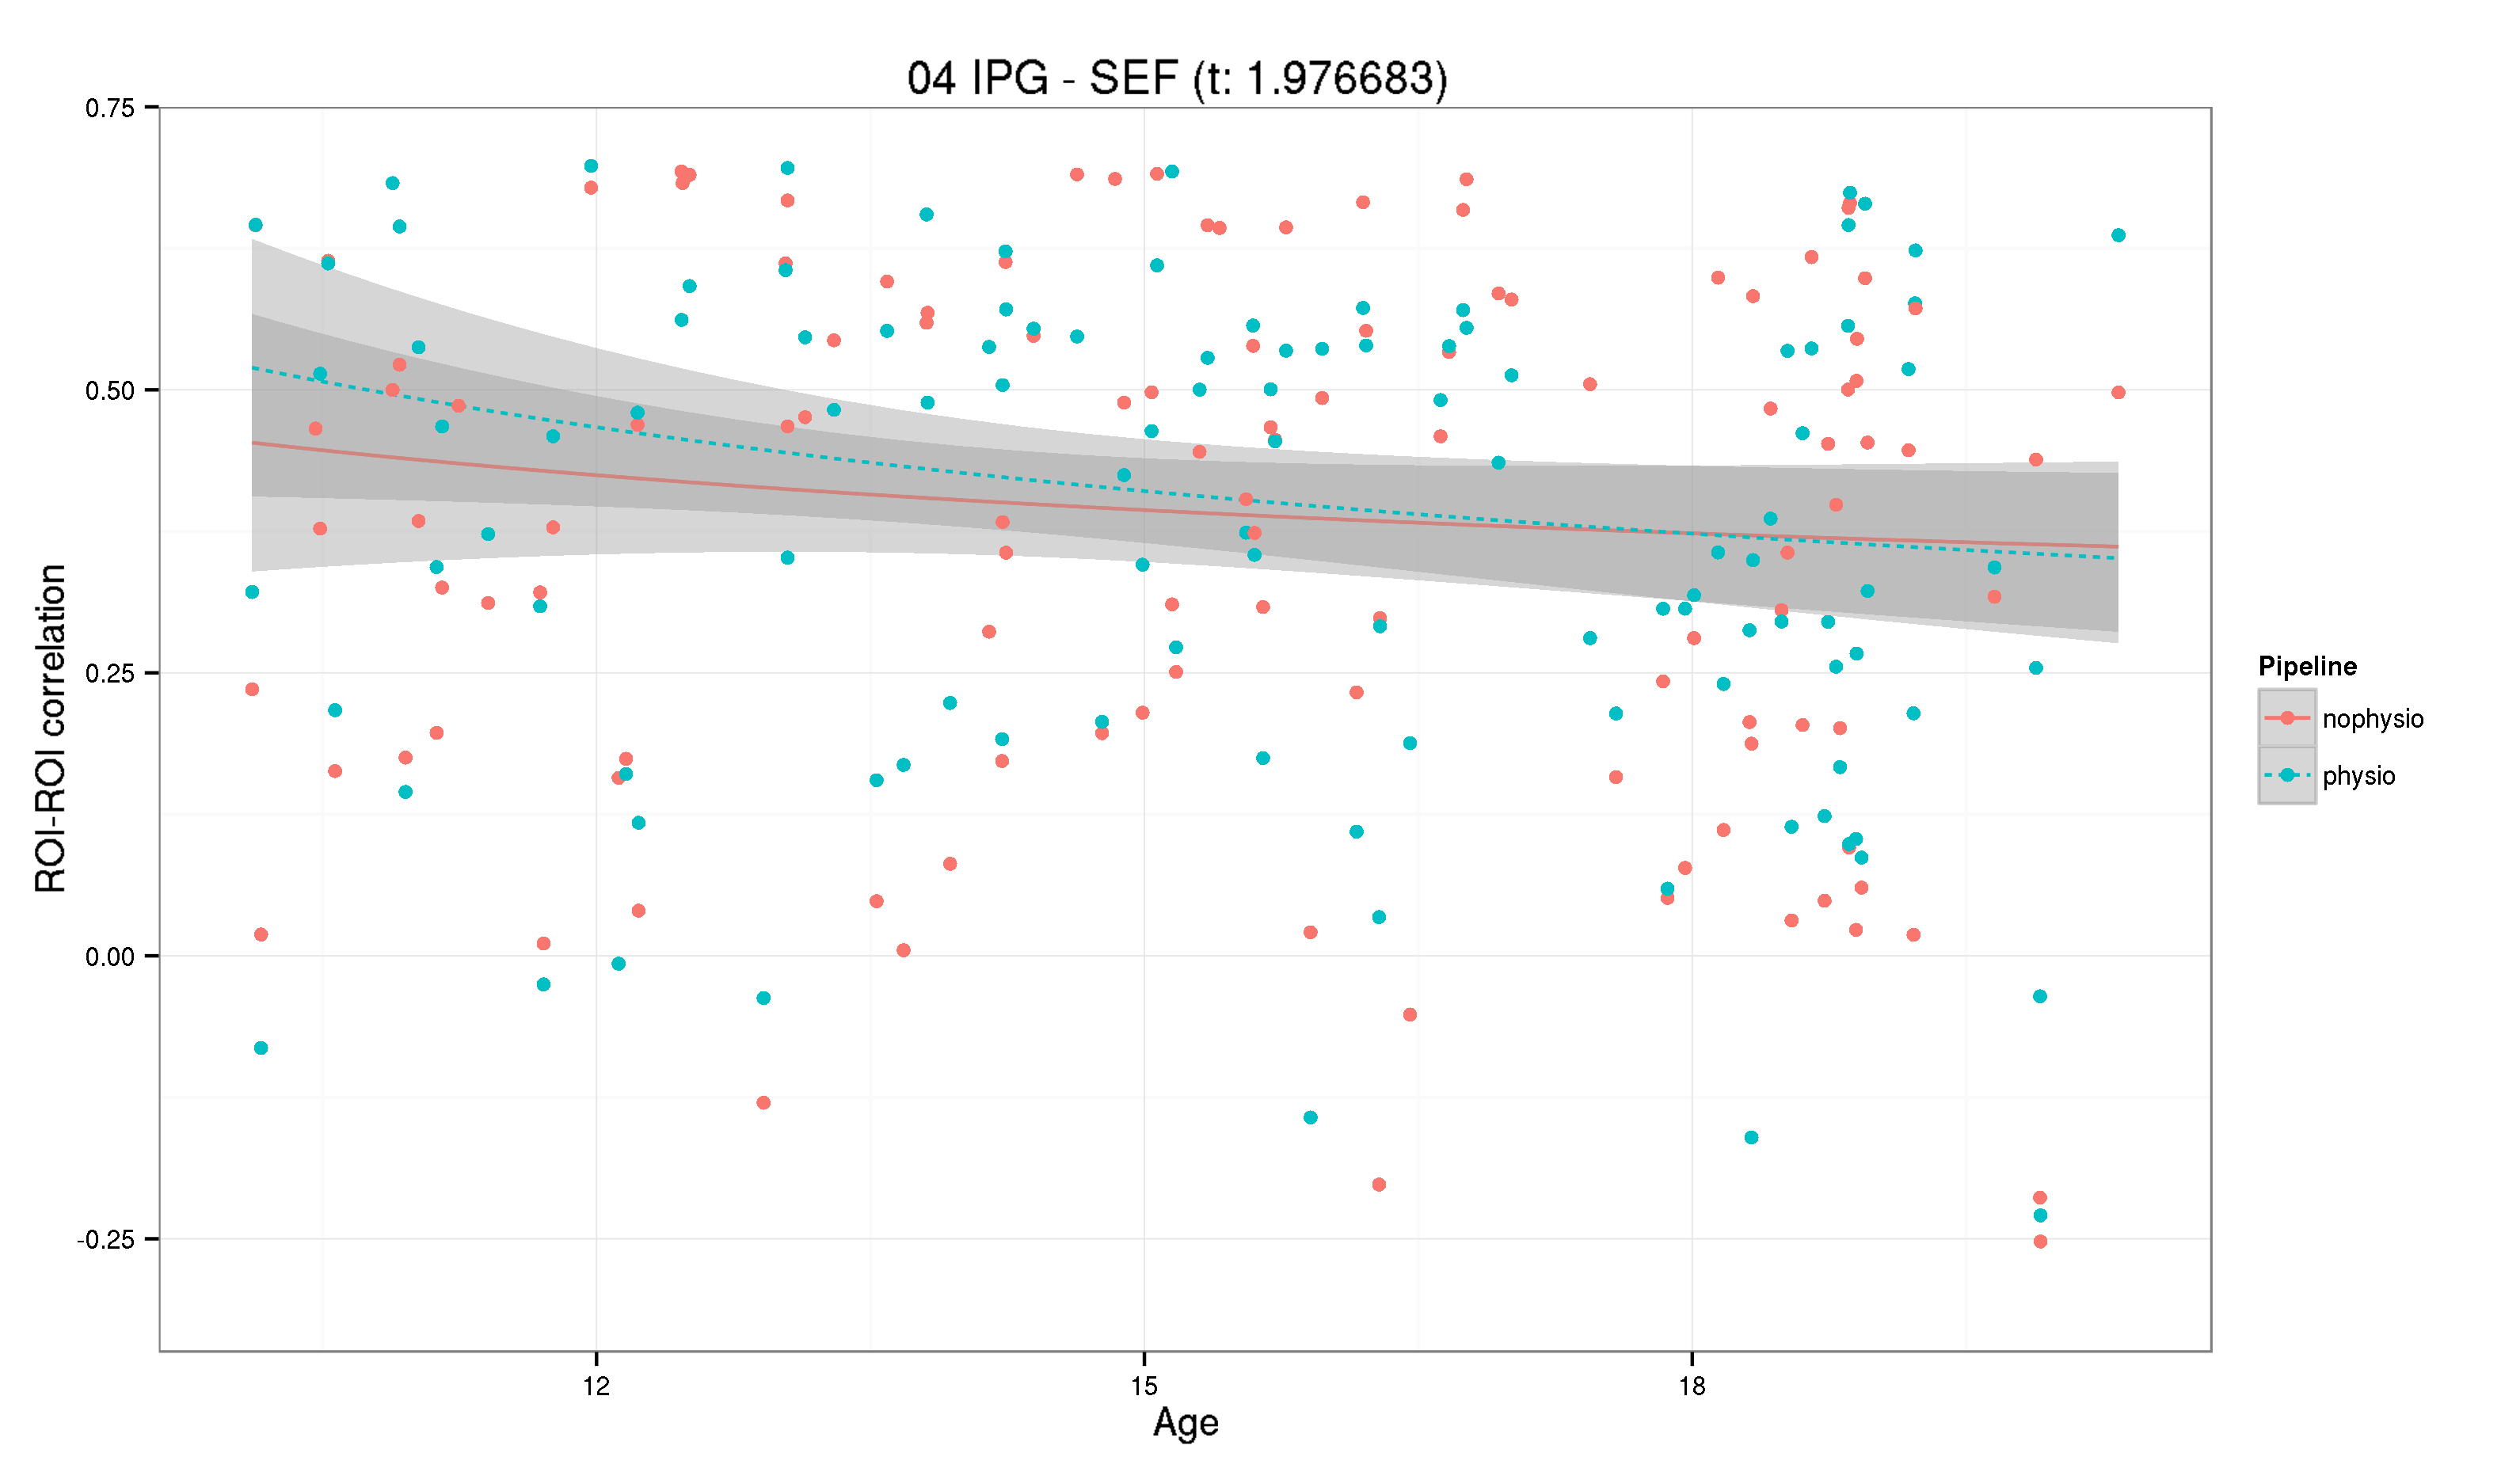 04 IPG - SEF (t: 1.976683)
ROI-ROI correlation
0.75
0.50
0.25
0.00
-0.25
12
15
18
Age
Pipeline
nophysio
physio